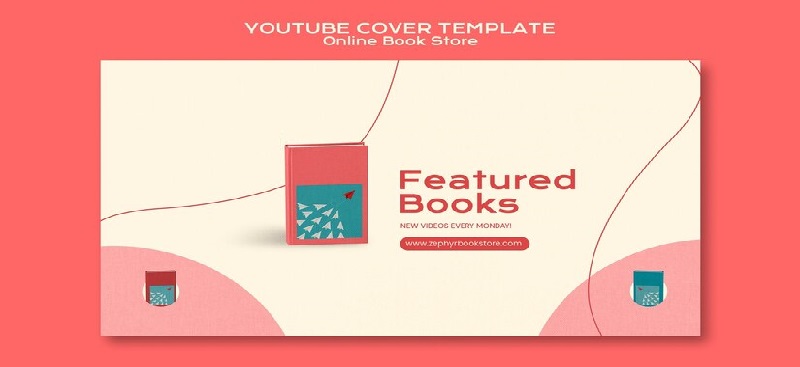 YOUTUBE COVER TEMPLATE
Online Book Store
Featured
Books
NEW VIDEOS EVERY MONDAY!
www.zephyrbookstore.com